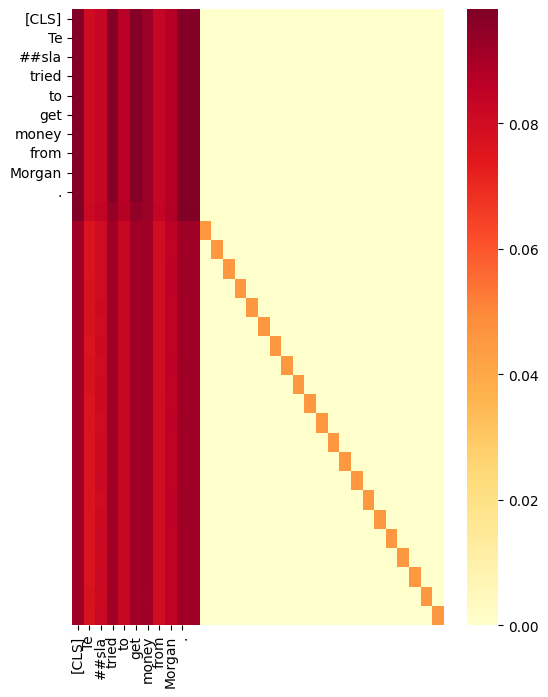 [CLS]
Te
##sla
tried
to
get
money
from
Morgan
.
0.08
0.06
0.04
0.02
0.00
[CLS]
Te
##sla
tried
to
get
money
from
Morgan
.